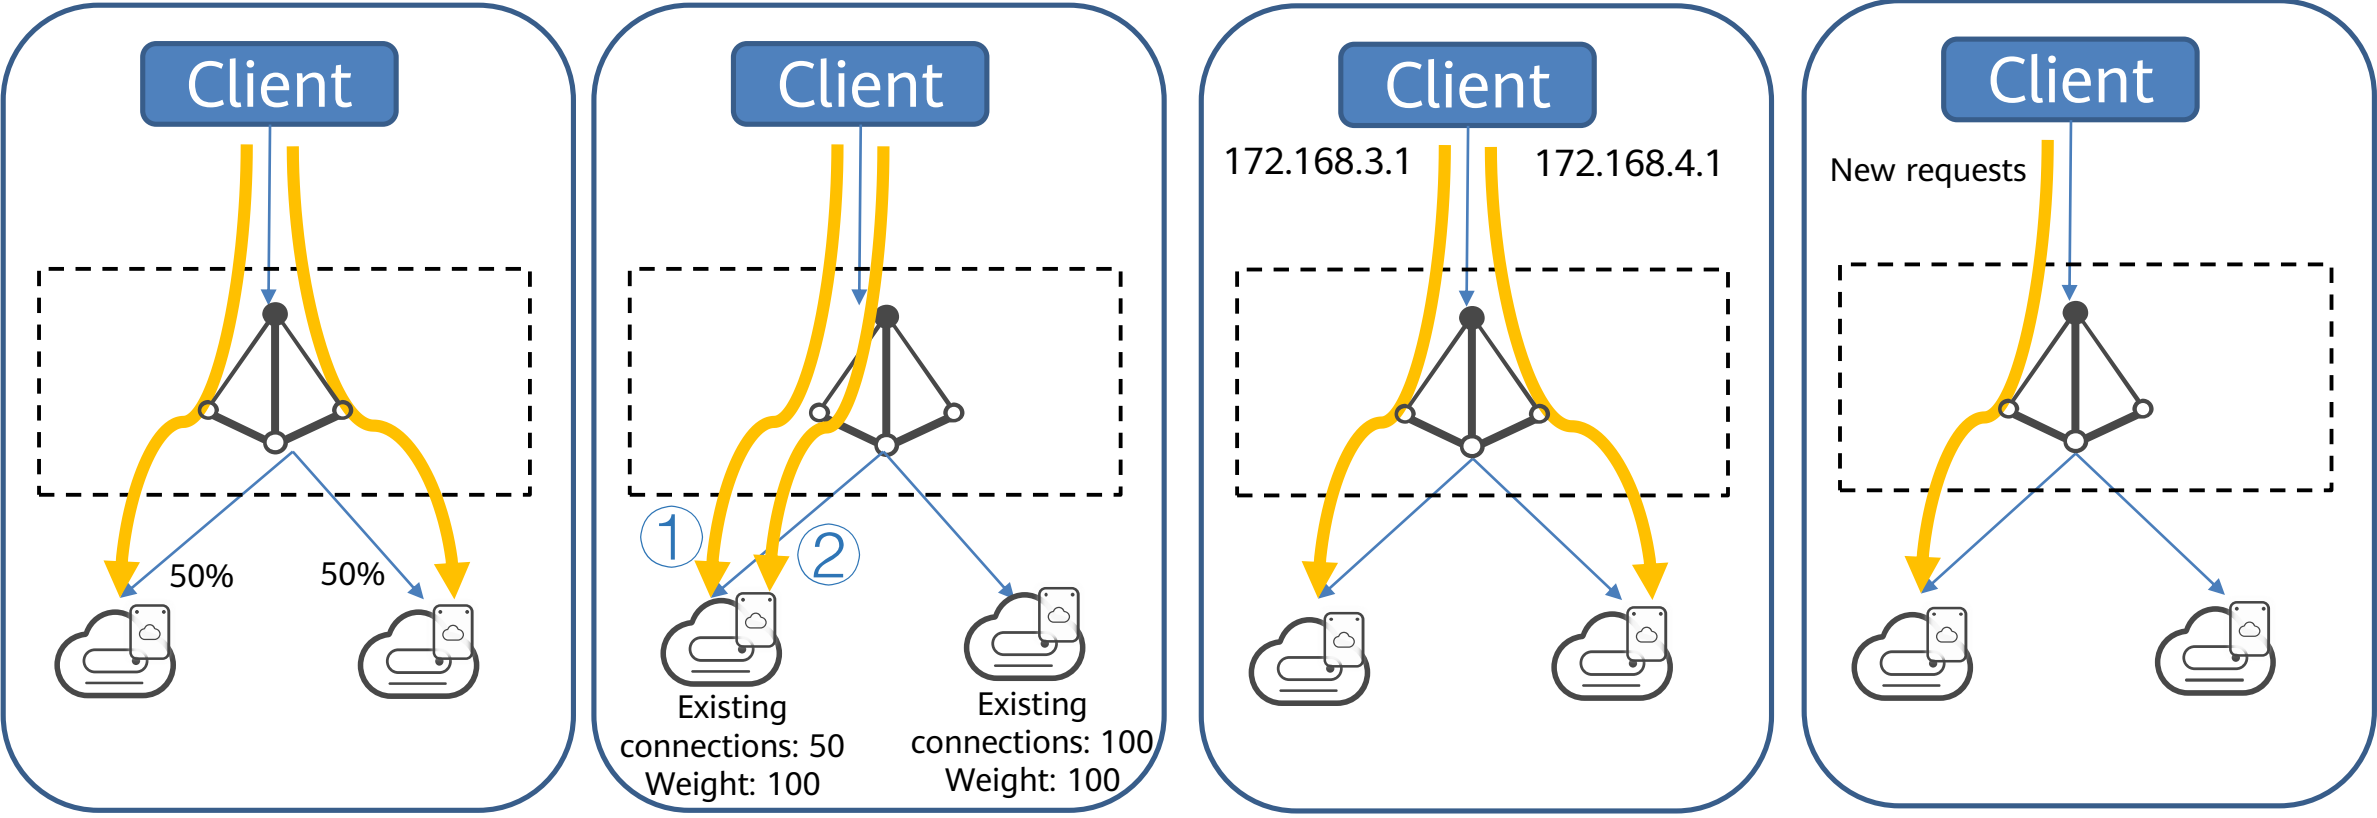 Client
50%
50%
Client
①
②
Existing
connections: 50
Weight: 100
Existing
connections: 100
Weight: 100
Client
172.168.3.1
172.168.4.1
Client
New requests